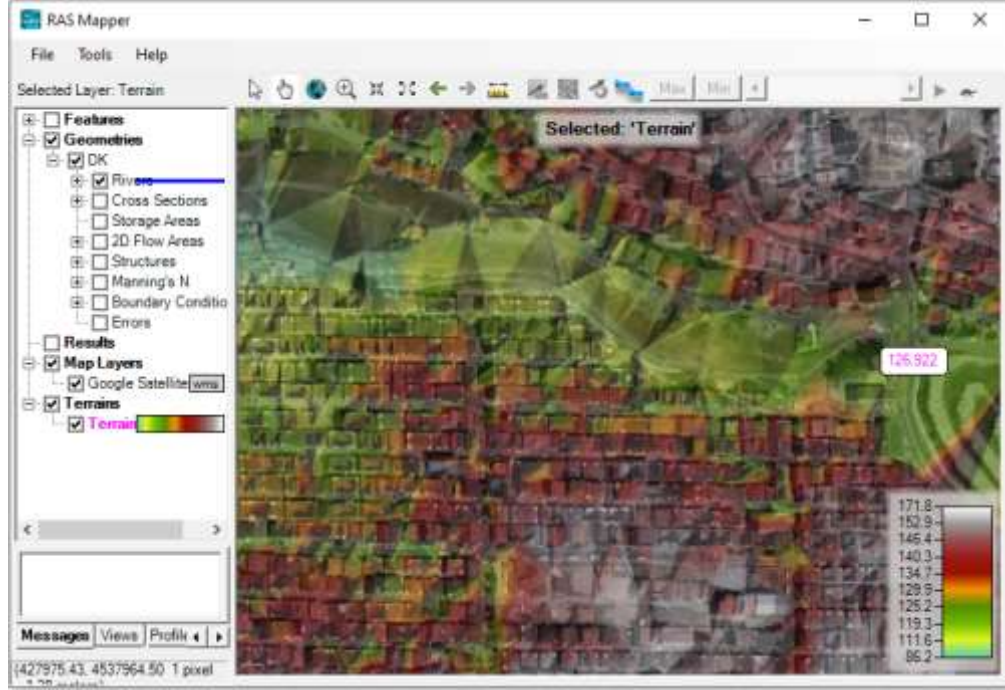 RAS Mapper
File Tools Help
Selected Layer: Terrain
Max Min
Features
Geometries
DK
Rivers
Cross Sections
Storage Areas
2D Flow Areas
Structures
Manning's N
Boundary Conditio
Errors
Results
Map Layers
Google Satellite wms
Terrains
Terrain
Selected: 'Terrain'
126.922
171.8
152.9
146.4
140.3
134.7
129.9
125.2
119.3
111.6
86.2
Messages Views Profile
(427975.43, 4537964.50 1 pixel